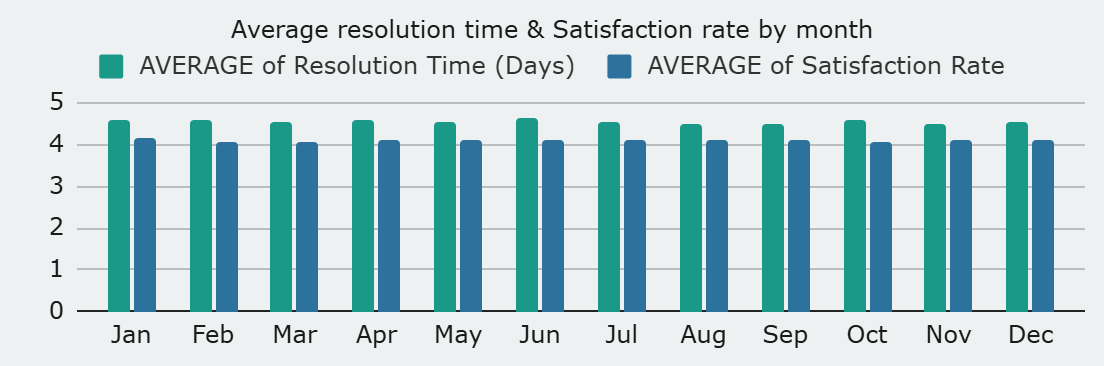 Average resolution time & Satisfaction rate by month
AVERAGE of Resolution Time (Days) AVERAGE of Satisfaction Rate
5
4
3
2
1
0
Jan Feb Mar Apr May Jun Jul Aug Sep Oct Nov Dec